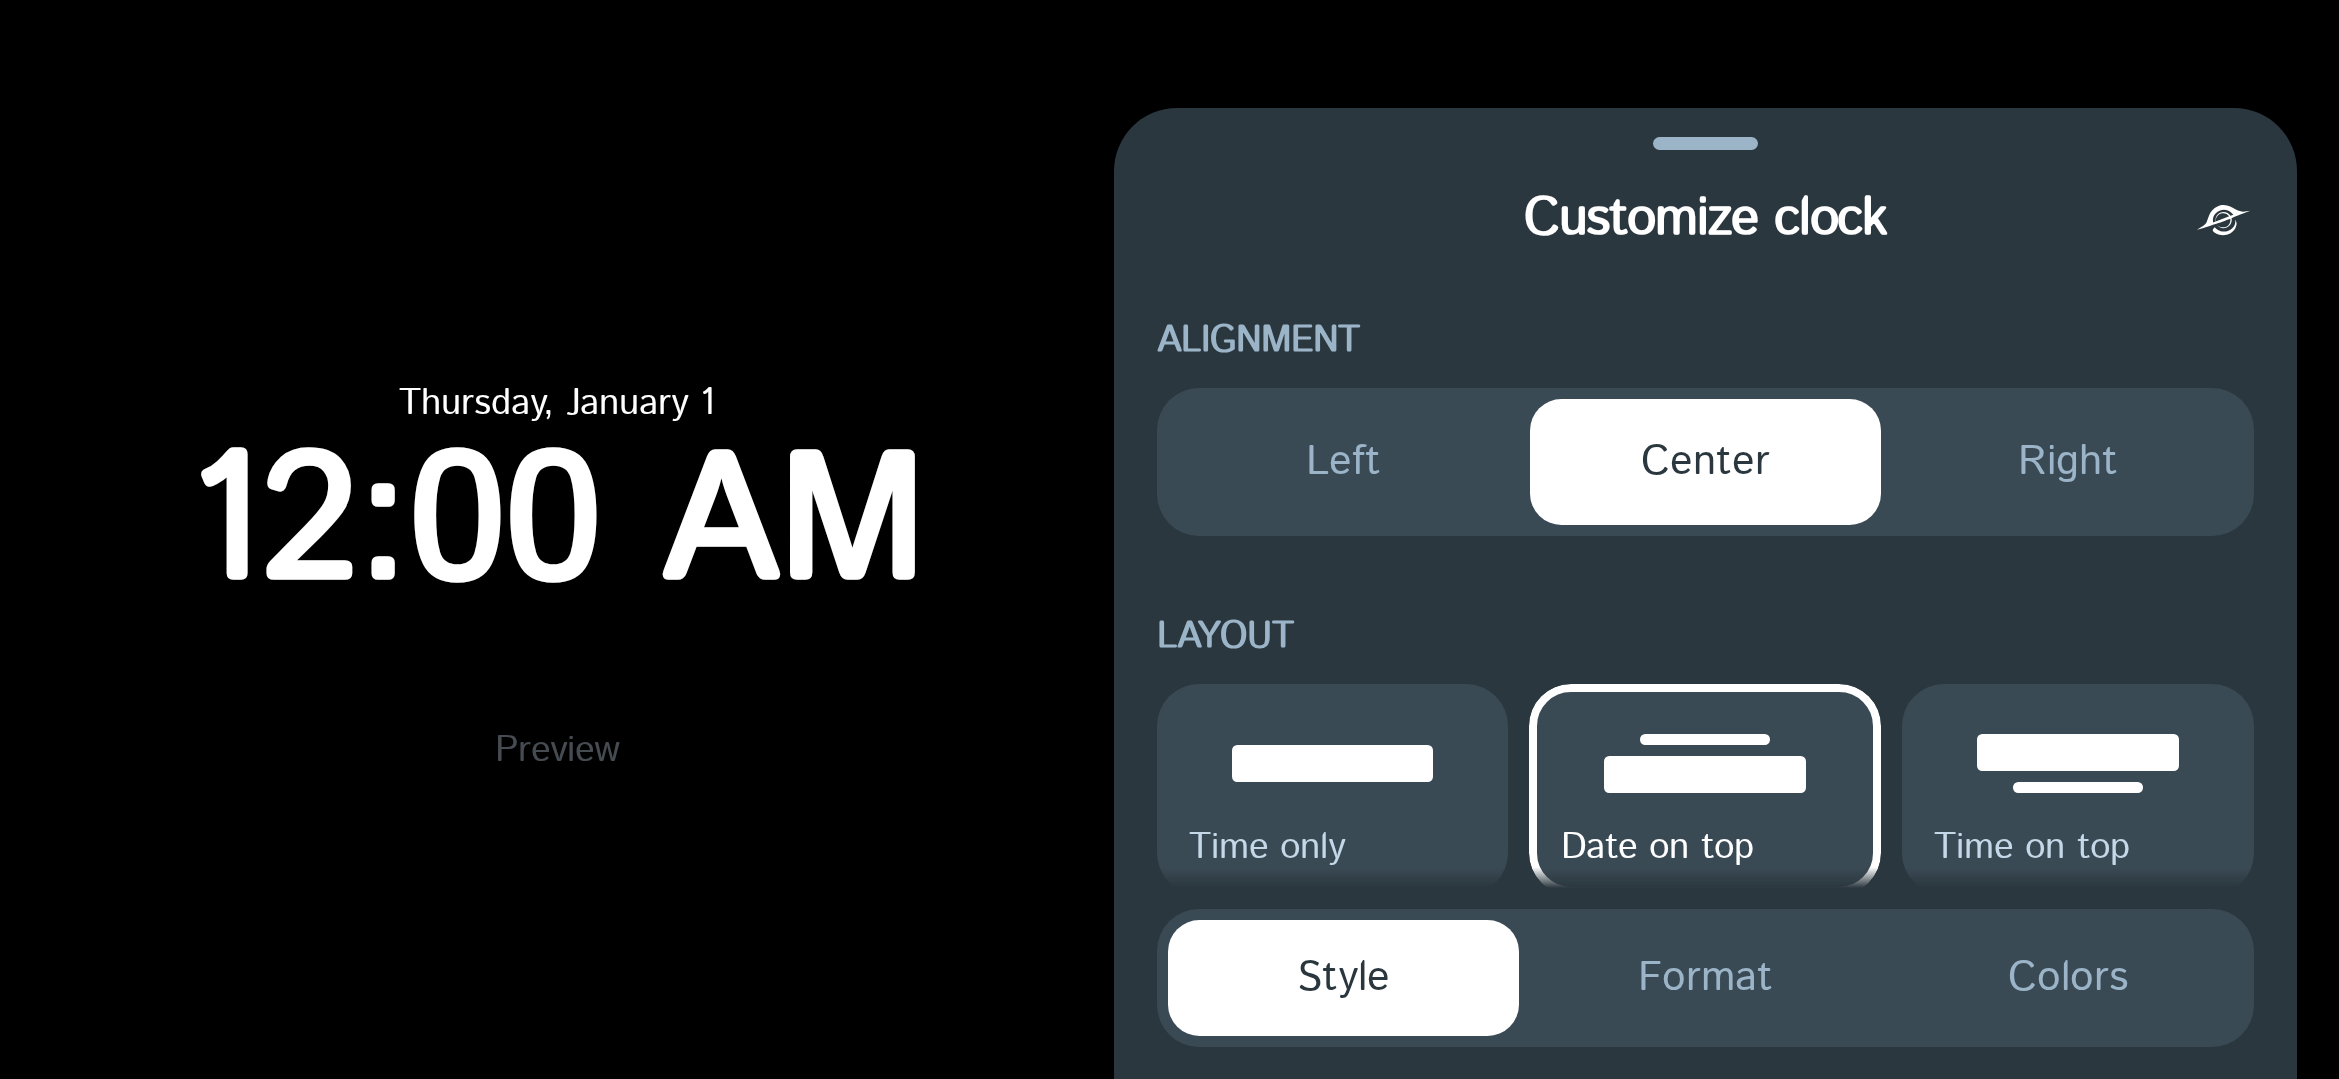 Thursday, January 1
12:00 AM
Preview
Customize clock
ALIGNMENT
Left
Center
Right
LAYOUT
Time only
Date on top
Time on top
Style
Format
Colors